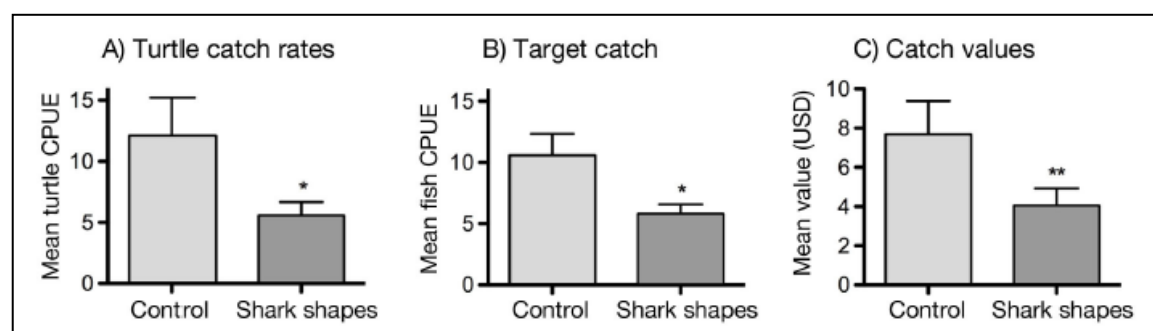 A) Turtle catch rates
Mean turtle CPUE
15
10
5
0
*
Control Shark shapes
B) Target catch
Mean fish CPUE
15
10
5
0
*
Control Shark shapes
C) Catch values
Mean value (USD)
10
8
6
4
2
0
**
Control Shark shapes